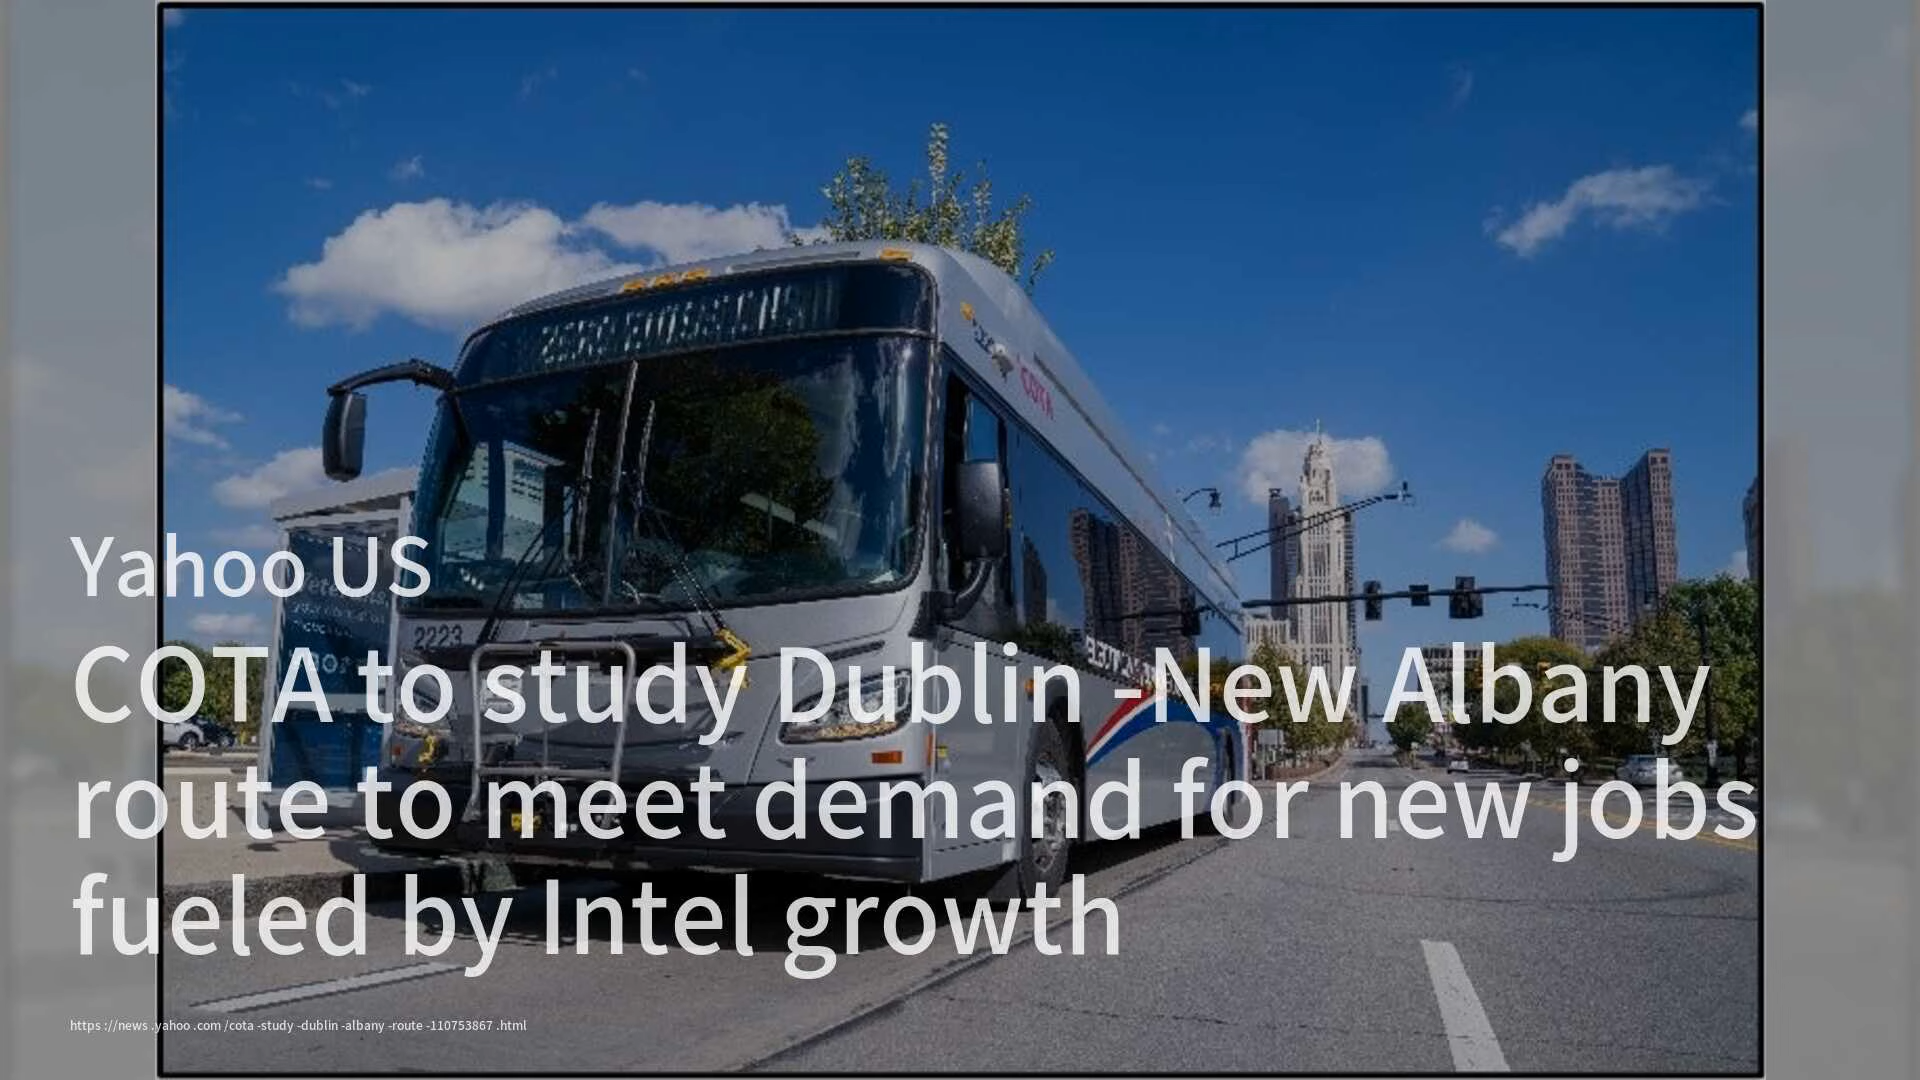 COTA
2223
Yahoo US
COTA to study Dublin -New Albany
route to meet demand for new jobs
fueled by Intel growth
https ://news .yahoo .com /cota -study -dublin -albany -route -110753867 .html